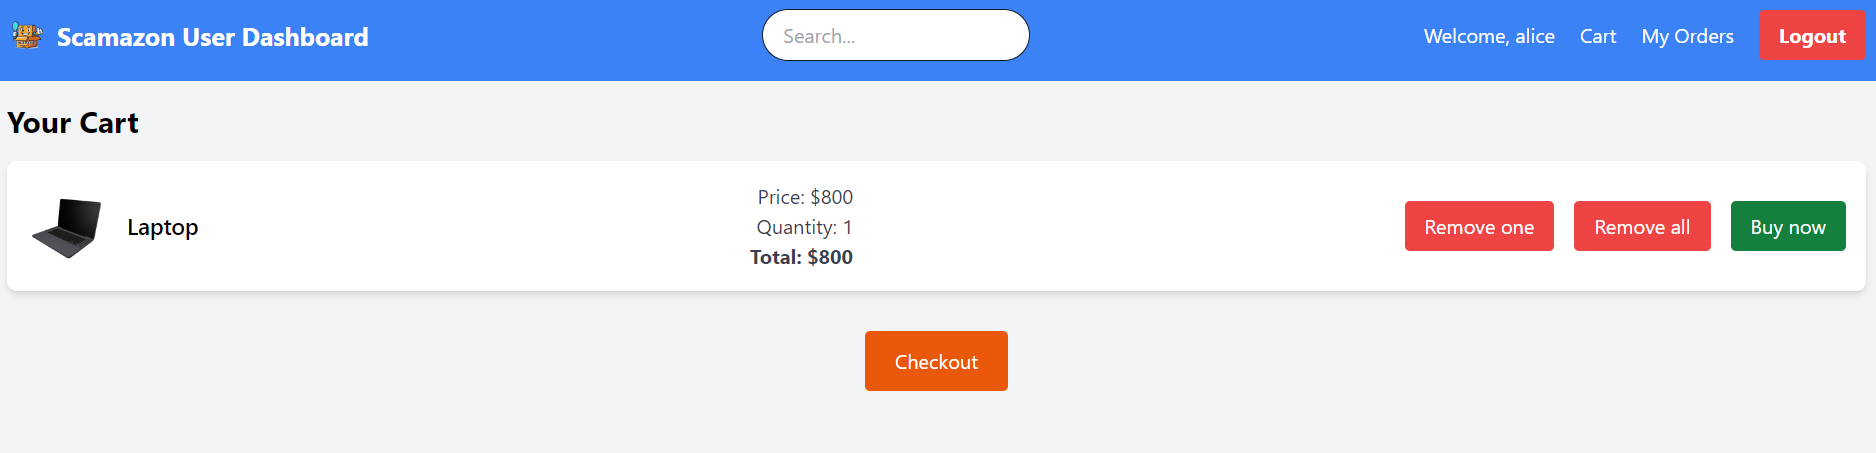 Scamazon User Dashboard
Search...
Welcome, alice
Cart
My Orders
Logout
Your Cart
Laptop
Price: $800
Quantity: 1
Total: $800
Remove one
Remove all
Buy now
Checkout